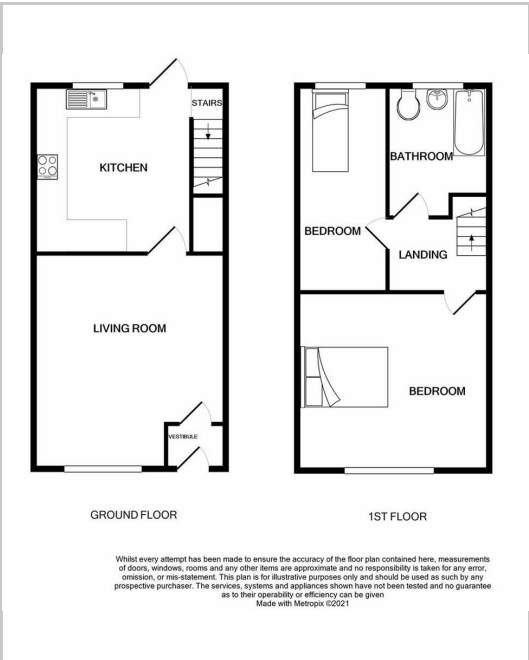 STAIRS
KITCHEN
LIVING ROOM
VESTIBULE
GROUND FLOOR
BATHROOM
BEDROOM
LANDING
BEDROOM
1ST FLOOR
Whilst every attempt has been made to ensure the accuracy of the floor plan contained here, measurements
of doors, windows, rooms and any other items are approximate and no responsibility is taken for any error,
omission, or mis-statement. This plan is for illustrative purposes only and should be used as such by any
prospective purchaser. The services, systems and appliances shown have not been tested and no guarantee
as to their operability or efficiency can be given
Made with Metropix ©2021